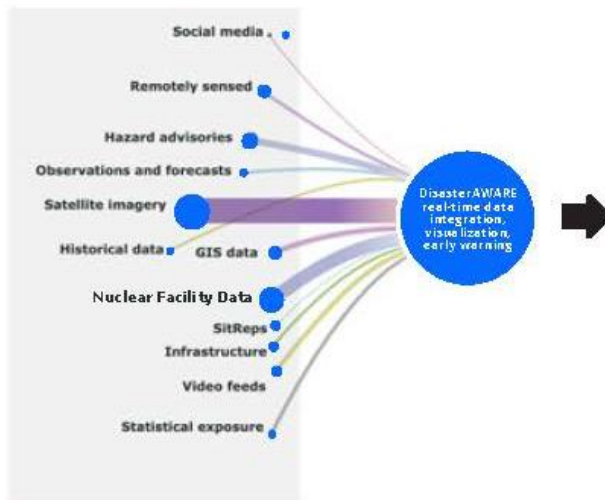 Social media
Remotely sensed
Hazard advisories
Observations and forecasts
Satellite imagery
Historical data
GIS data
Nuclear Facility Data
SitReps
Infrastructure
Video feeds
Statistical exposure
DisasterAWARE
real-time data
integration,
visualization,
early warning